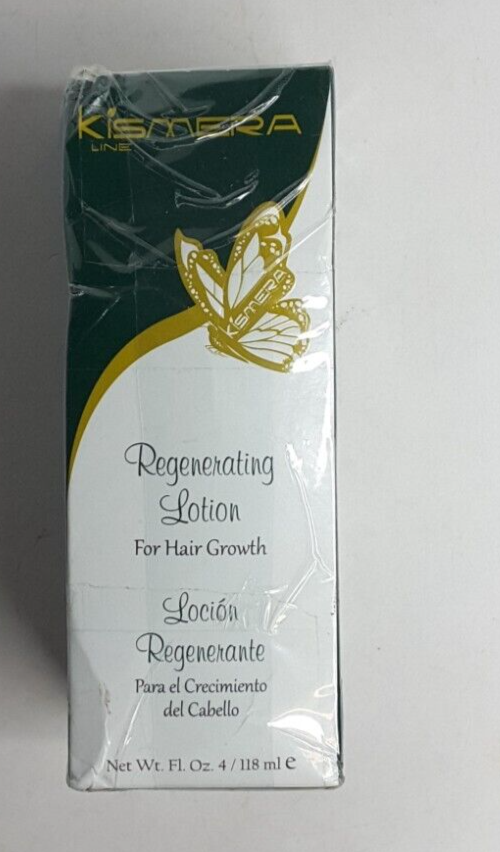 KISMERA
LINE
KISMERA
Regenerating
Lotion
For Hair Growth
Loción
Regenerante
Para el Crecimiento
del Cabello
Net Wt. Fl. Oz. 4 / 118 ml e